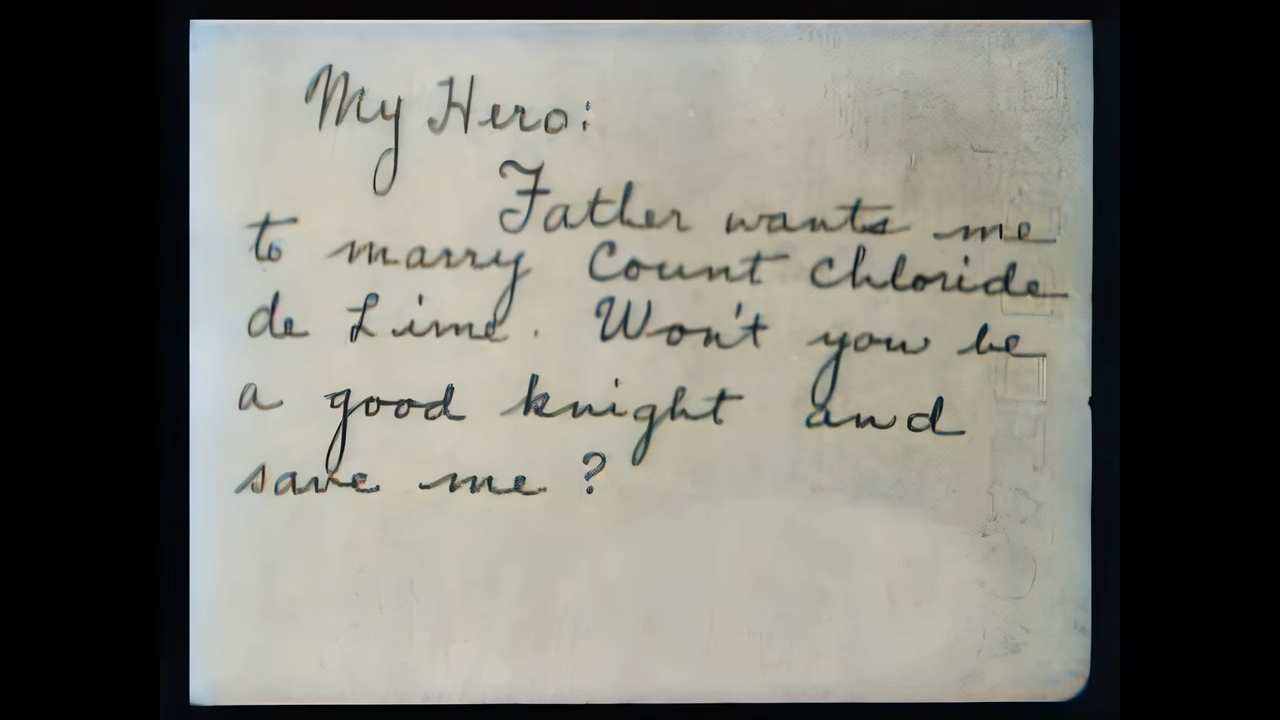 My Hero:
Father wants me
to marry Count Chloride
de Lime. Won't you be
a good knight and
save me?